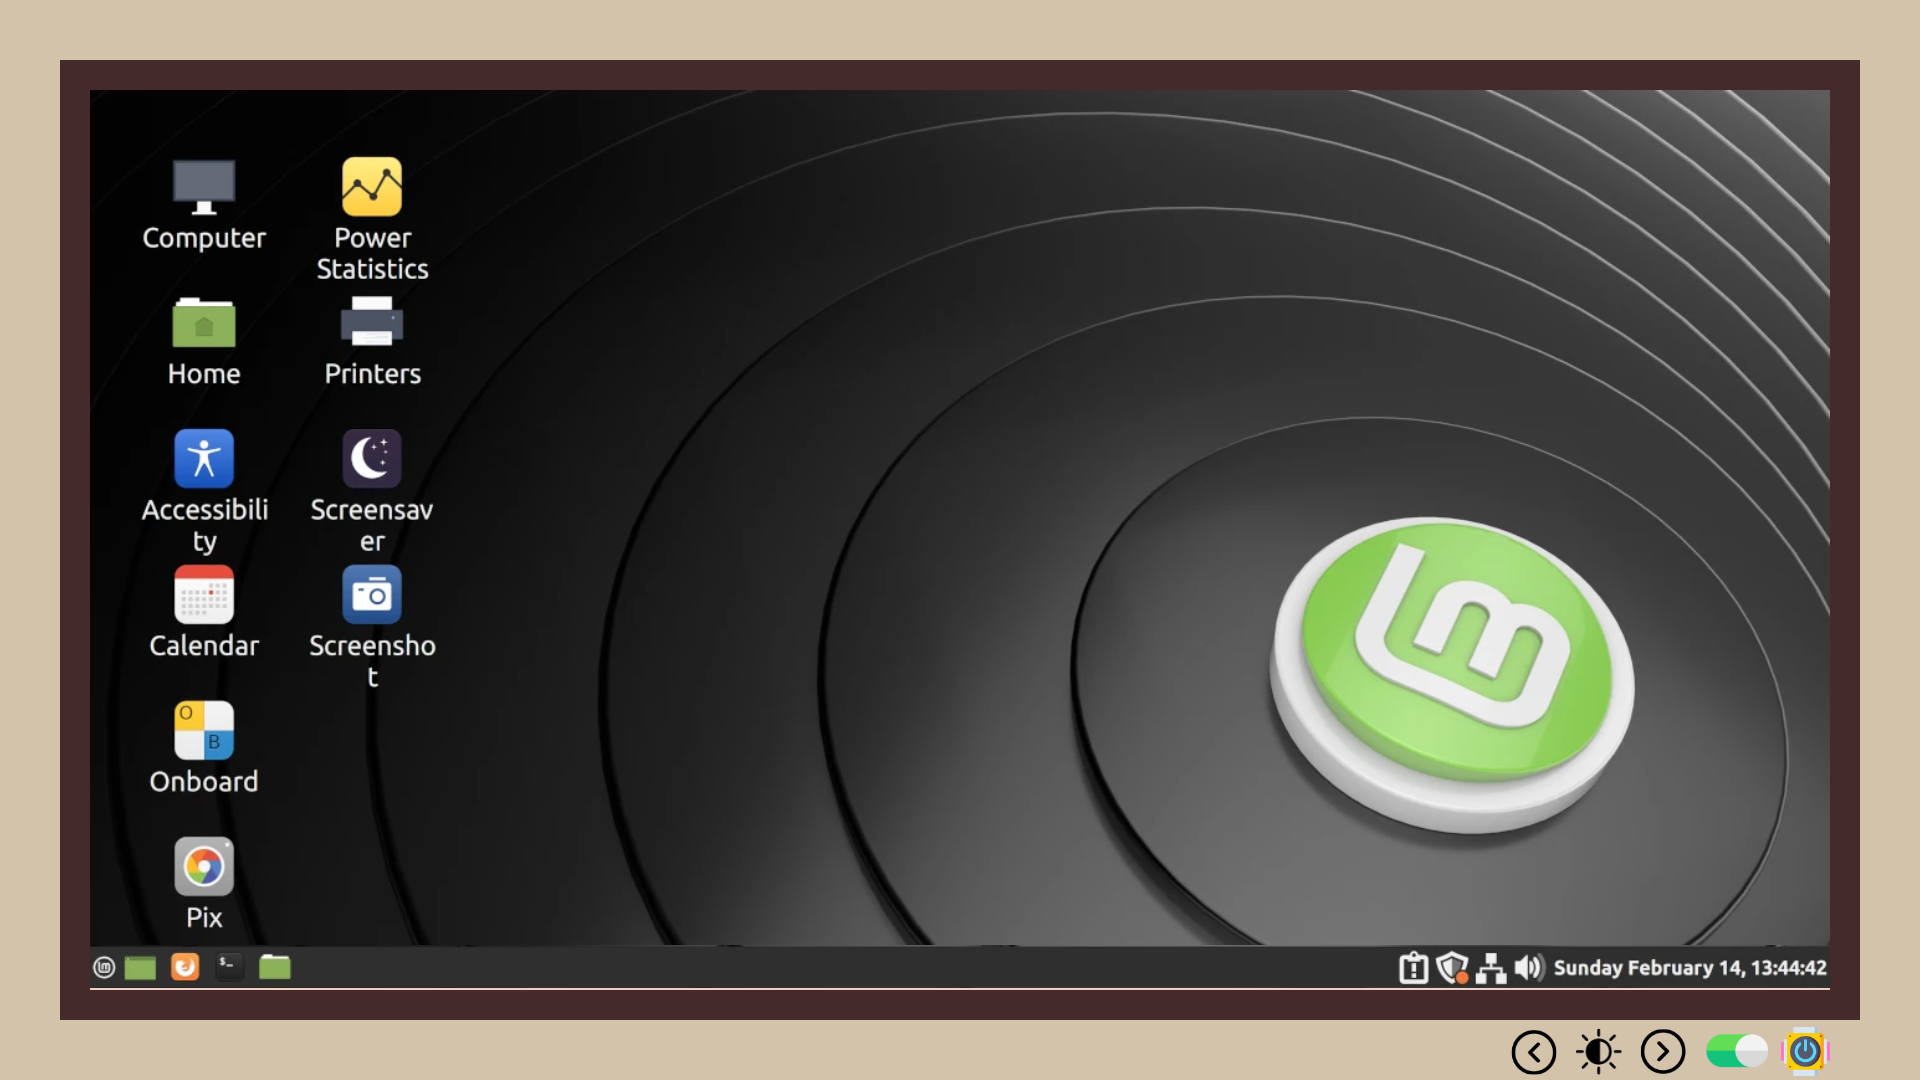 Computer
Power
Statistics
Home
Printers
Accessibili
ty
Screensav
er
Calendar
Screensho
t
O
B
Onboard
Pix
$_
Sunday February 14, 13:44:42